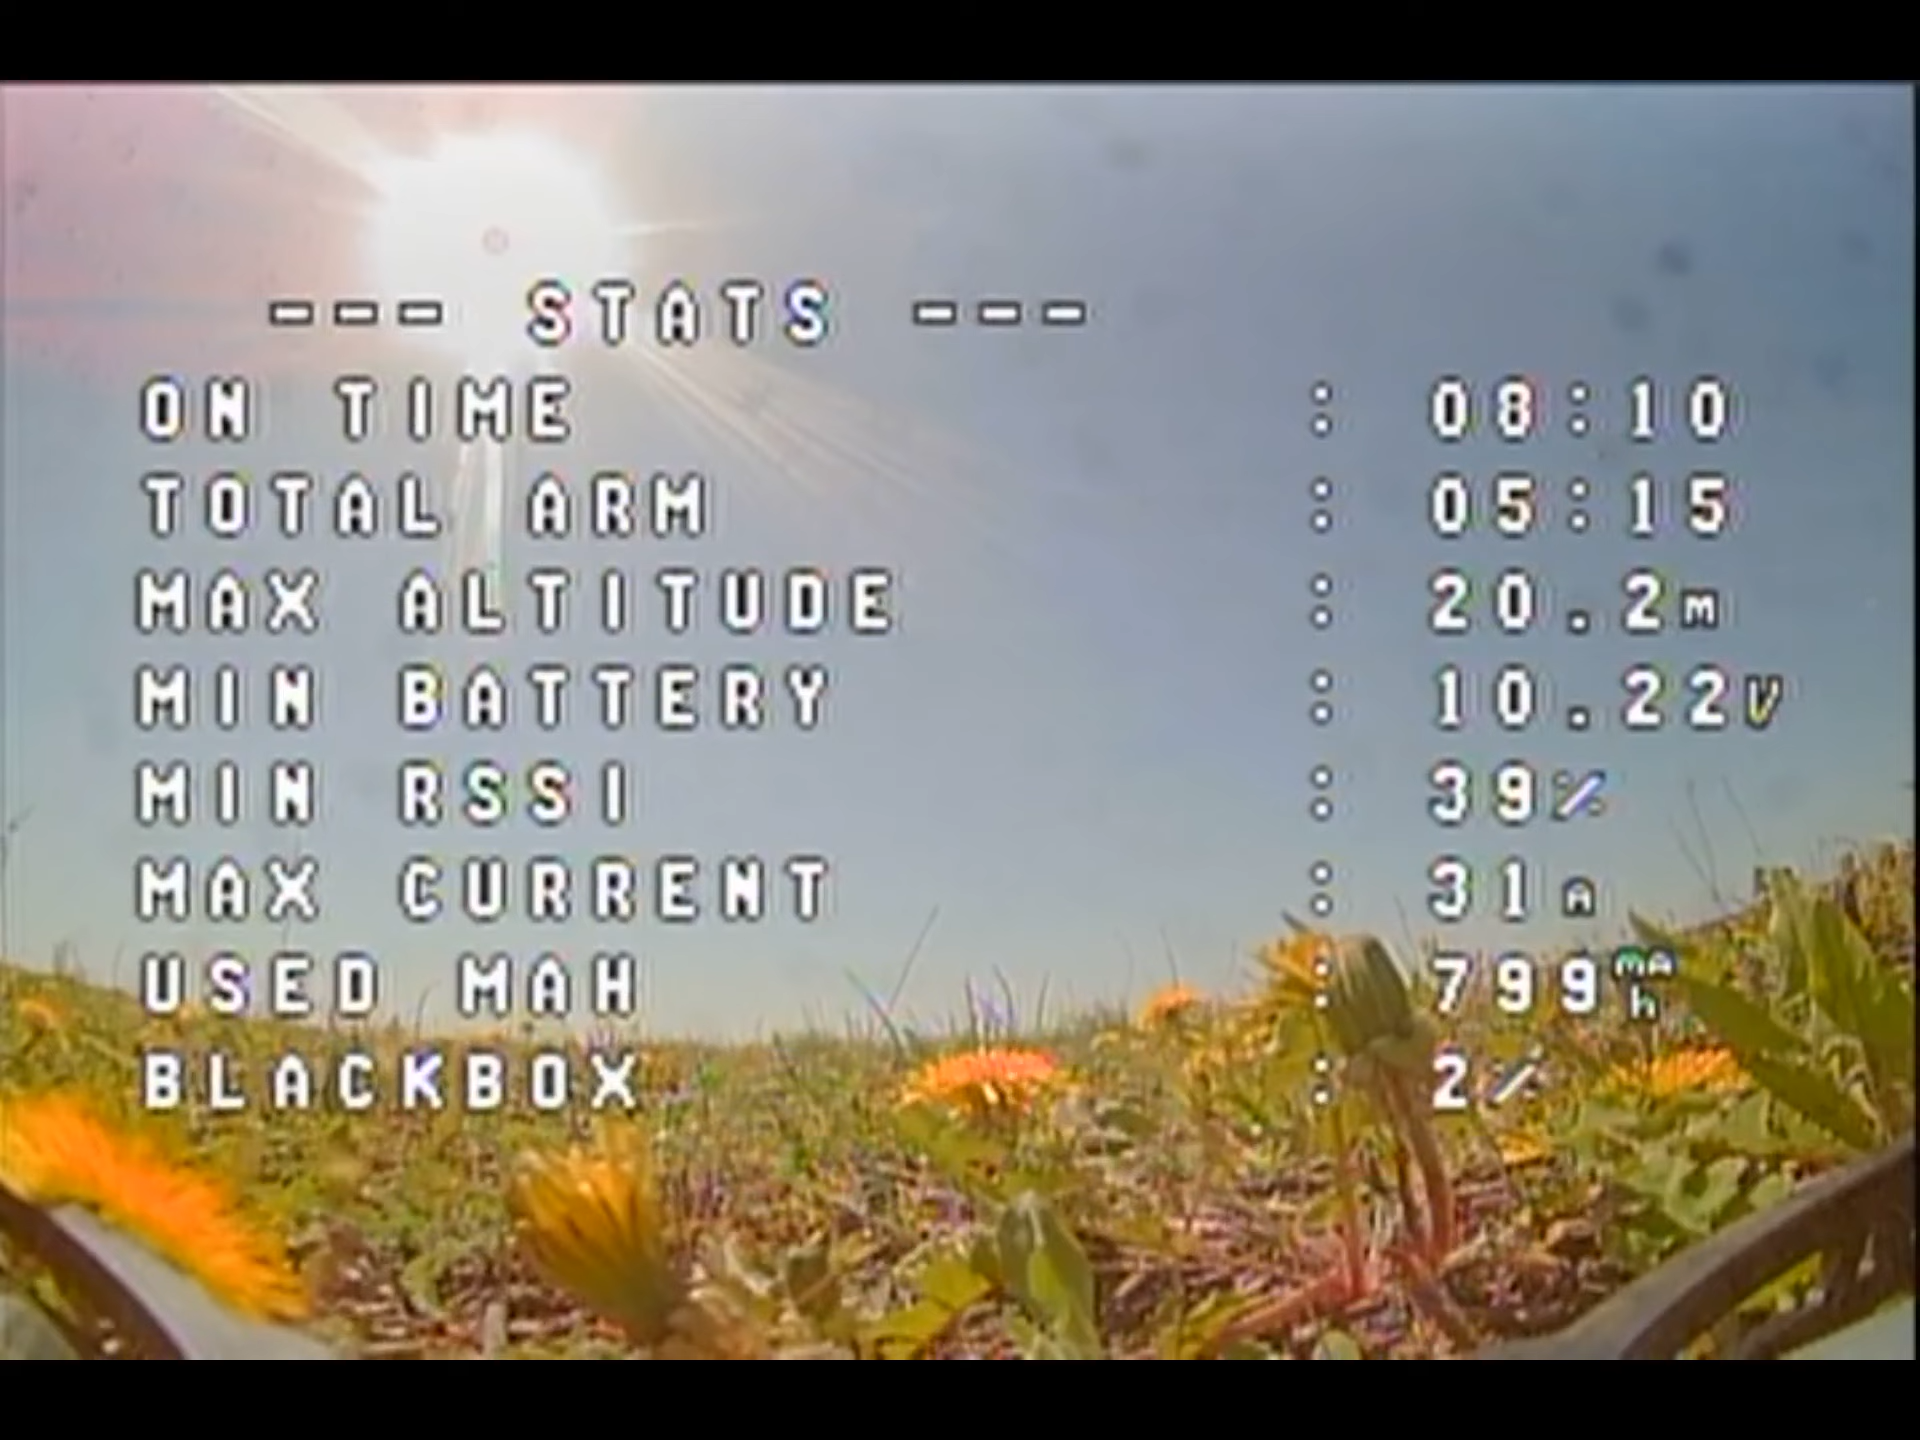 --- STATS ---
ON TIME : 08:10
TOTAL ARM : 05:15
MAX ALTITUDE : 20.2m
MIN BATTERY : 10.22V
MIN RSSI : 39%
MAX CURRENT : 31A
USED MAH : 799mAh
BLACKBOX : 2%